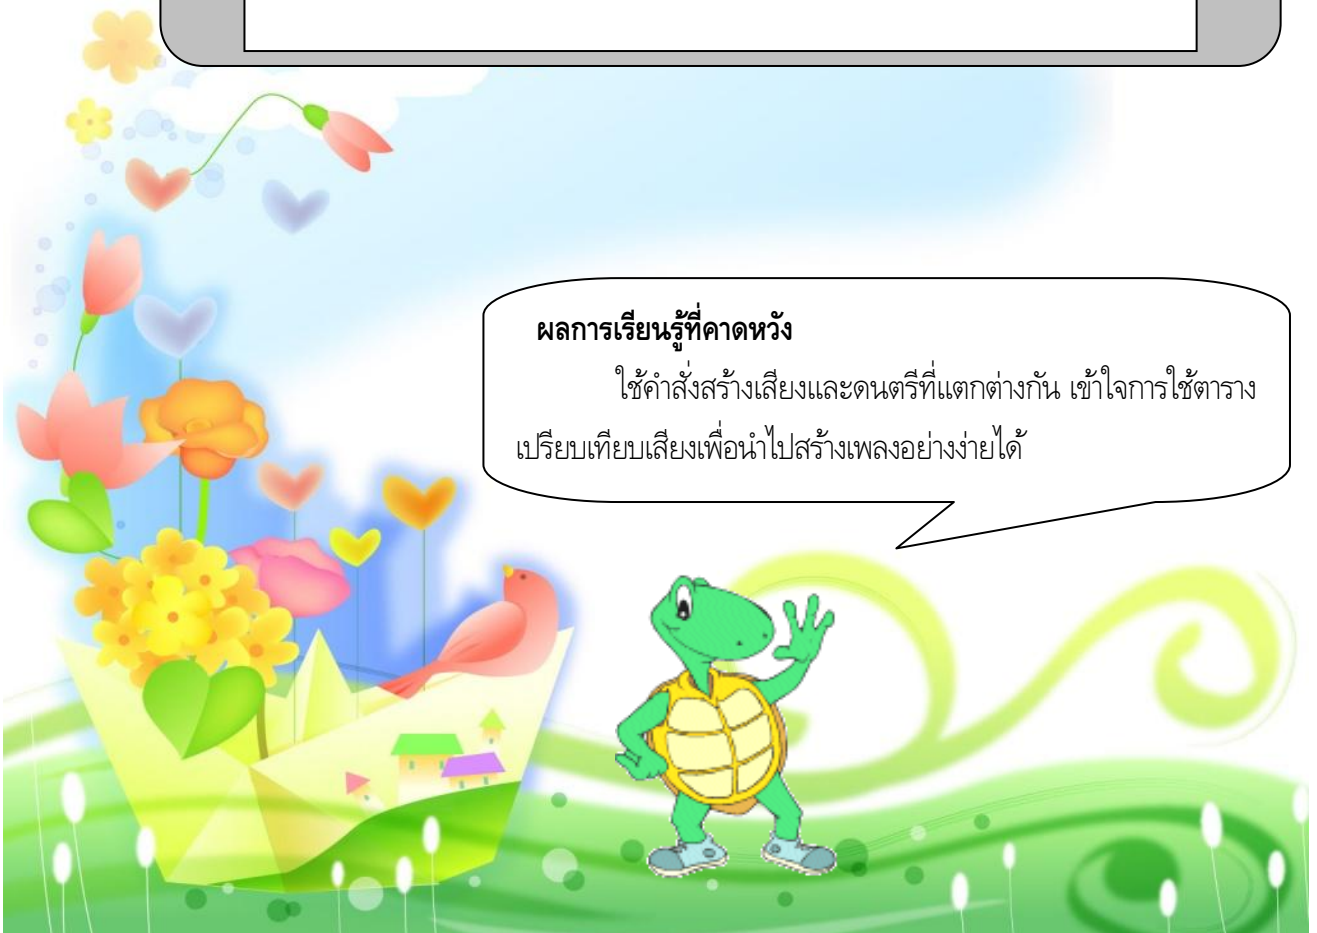 ผลการเรียนรู้ที่คาดหวัง
ใช้คำสั่งสร้างเสียงและดนตรีที่แตกต่างกัน เข้าใจการใช้ตาราง
เปรียบเทียบเสียงเพื่อนำไปสร้างเพลงอย่างง่ายได้